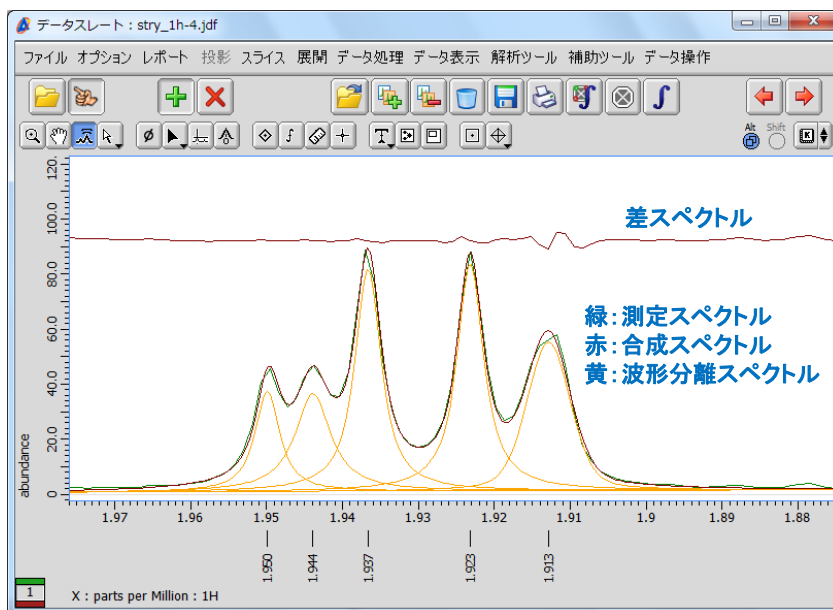 データスレート : stry_1h-4.jdf
ファイル オプション レポート 投影 スライス 展開 データ処理 データ表示 解析ツール 補助ツール データ操作
Alt Shift
120.
100.0
80.0
60.0
40.0
20.0
0
abundance
差スペクトル
緑：測定スペクトル
赤：合成スペクトル
黄：波形分離スペクトル
1.97 1.96 1.95 1.94 1.93 1.92 1.91 1.9 1.89 1.88
1.950 1.944 1.937 1.923 1.913
1
X : parts per Million : 1H